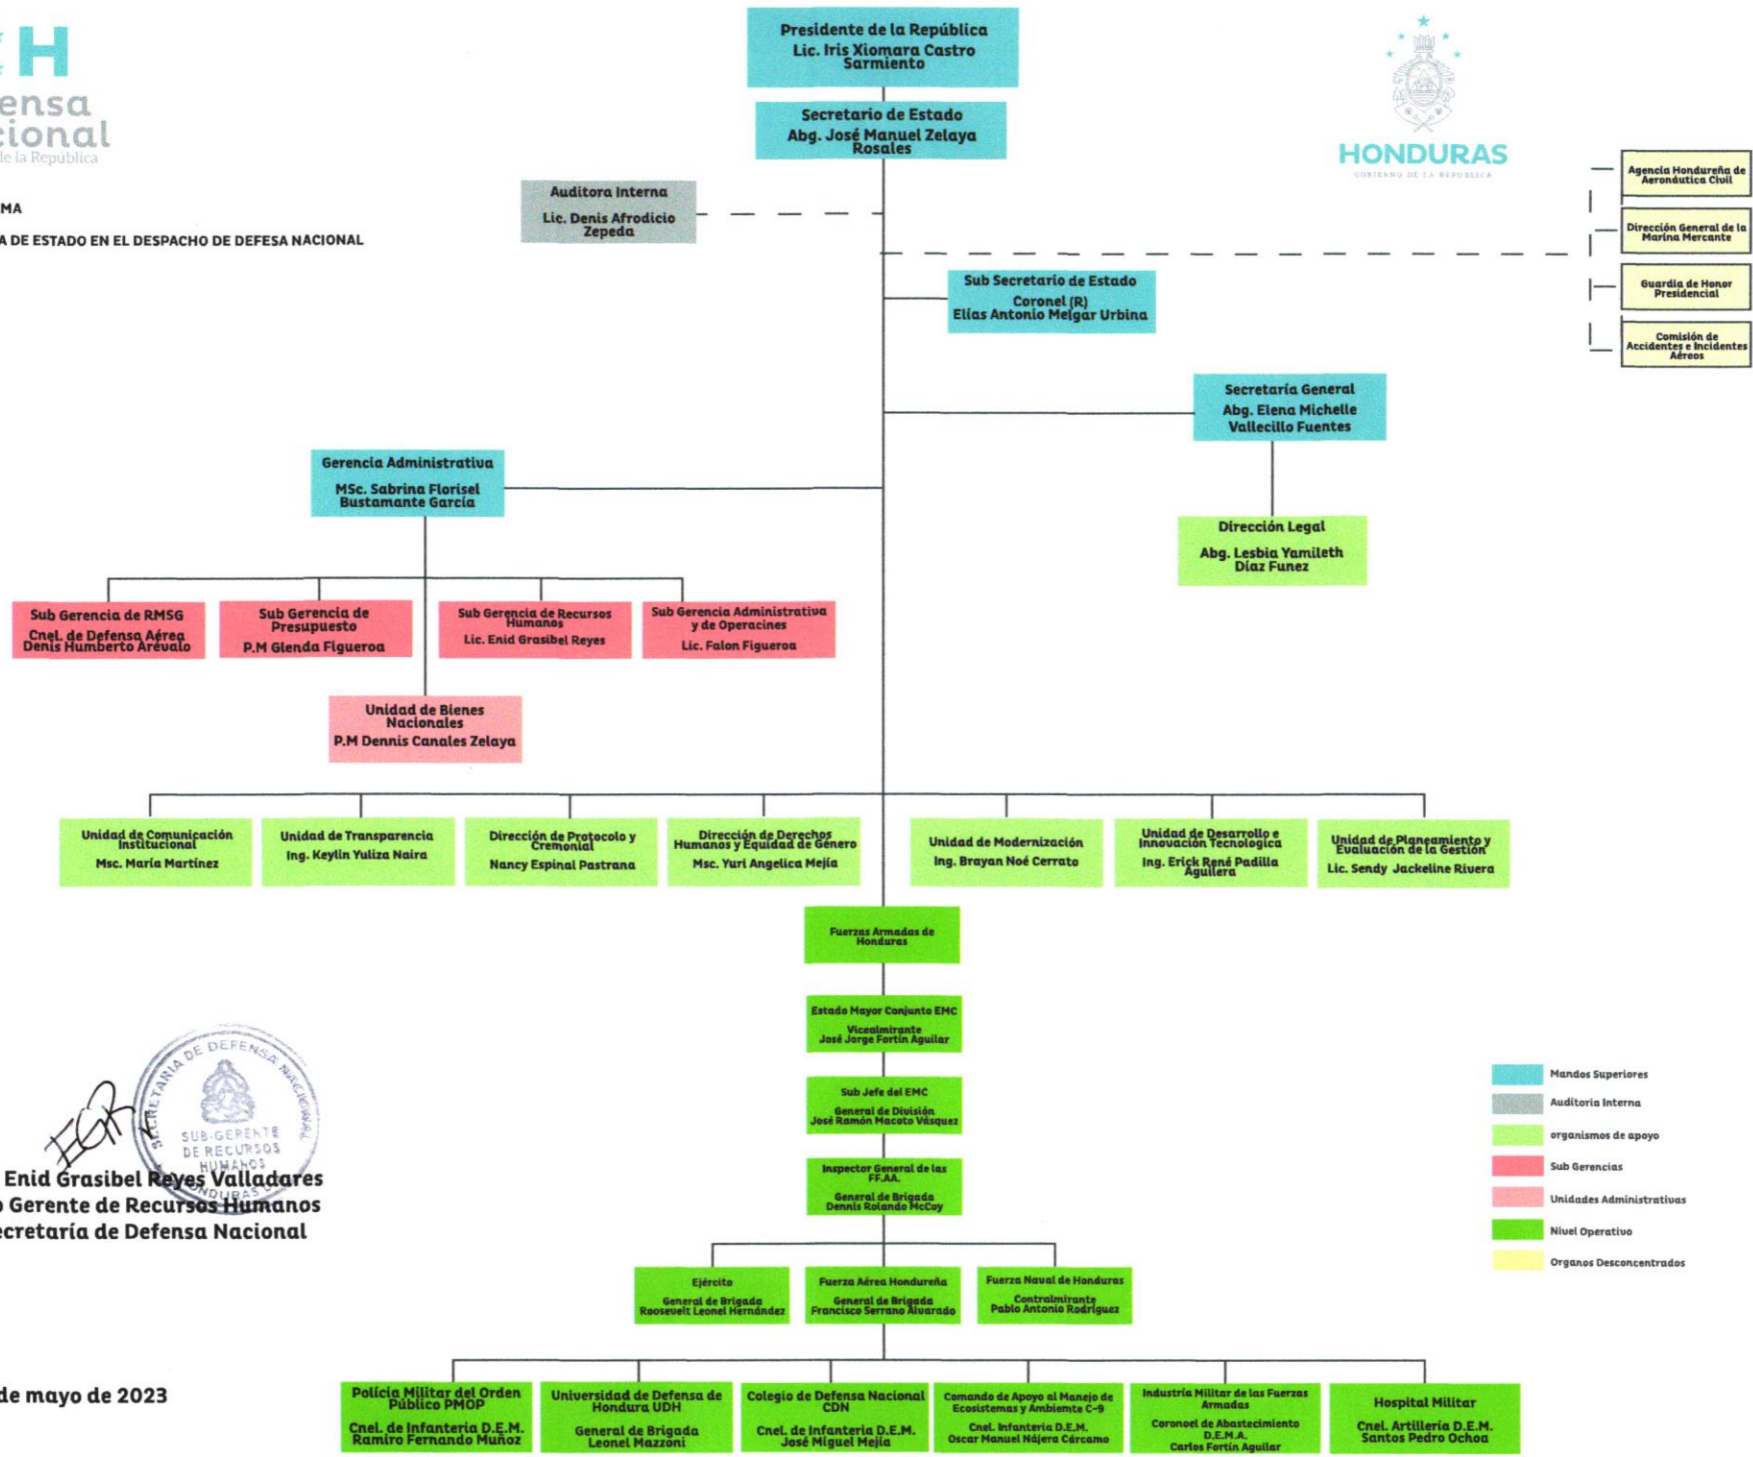 H
ensa
cional
de la República
MA
A DE ESTADO EN EL DESPACHO DE DEFESA NACIONAL
Presidente de la República
Lic. Iris Xiomara Castro
Sarmiento
Secretario de Estado
Abg. José Manuel Zelaya
Rosales
HONDURAS
GOBIERNO DE LA REPÚBLICA
Auditora Interna
Lic. Denis Afrodicio
Zepeda
Agencia Hondureña de
Aeronáutica Civil
Dirección General de la
Marina Mercante
Guardia de Honor
Presidencial
Comisión de
Accidentes e Incidentes
Aéreos
Sub Secretario de Estado
Coronel (R)
Elías Antonio Melgar Urbina
Secretaría General
Abg. Elena Michelle
Vallecillo Fuentes
Dirección Legal
Abg. Lesbia Yamileth
Díaz Funez
Gerencia Administrativa
MSc. Sabrina Florisel
Bustamante García
Sub Gerencia de RMSG
Cnel. de Defensa Aérea
Denis Humberto Arévalo
Sub Gerencia de
Presupuesto
P.M Glenda Figueroa
Sub Gerencia de Recursos
Humanos
Lic. Enid Grasibel Reyes
Sub Gerencia Administrativa
y de Operacines
Lic. Falon Figueroa
Unidad de Bienes
Nacionales
P.M Dennis Canales Zelaya
Unidad de Comunicación
Institucional
Msc. María Martínez
Unidad de Transparencia
Ing. Keylin Yuliza Naira
Dirección de Protocolo y
Cremonial
Nancy Espinal Pastrana
Dirección de Derechos
Humanos y Equidad de Género
Msc. Yuri Angelica Mejía
Unidad de Modernización
Ing. Brayan Noé Cerrato
Unidad de Desarrollo e
Innovación Tecnologica
Ing. Erick René Padilla
Aguilera
Unidad de Planeamiento y
Evaluación de la Gestión
Lic. Sendy Jackeline Rivera
Fuerzas Armadas de
Honduras
Estado Mayor Conjunto EMC
Vicealmirante
José Jorge Fortín Aguilar
Sub Jefe del EMC
General de División
José Ramón Macoto Vásquez
Inspector General de las
FF.AA.
General de Brigada
Dennis Rolando McCoy
Ejército
General de Brigada
Roosevelt Leonel Hernández
Fuerza Aérea Hondureña
General de Brigada
Francisco Serrano Alvarado
Fuerza Naval de Honduras
Contralmirante
Pablo Antonio Rodríguez
Polícia Militar del Orden
Público PMOP
Cnel. de Infantería D.E.M.
Ramiro Fernando Muñoz
Universidad de Defensa de
Hondura UDH
General de Brigada
Leonel Mazzoni
Colegio de Defensa Nacional
CDN
Cnel. de Infantería D.E.M.
José Miguel Mejía
Comando de Apoyo al Manejo de
Ecosistemas y Ambiemte C-9
Cnel. Infanteria D.E.M.
Oscar Manuel Nájera Cárcamo
Industria Militar de las Fuerzas
Armadas
Coronoel de Abastecimiento
D.E.M.A.
Carlos Fortín Aguilar
Hospital Militar
Cnel. Artillería D.E.M.
Santos Pedro Ochoa
Mandos Superiores
Auditoria Interna
organismos de apoyo
Sub Gerencias
Unidades Administrativas
Nivel Operativo
Organos Desconcentrados
SECRETARIA DE DEFENSA NACIONAL
SUB-GERENTE
DE RECURSOS
HUMANOS
HONDURAS
EGR
Enid Grasibel Reyes Valladares
Gerente de Recursos Humanos
ecretaría de Defensa Nacional
de mayo de 2023